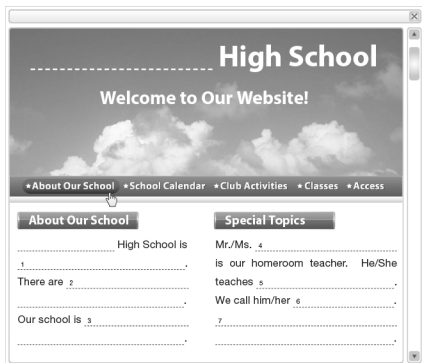 High School
Welcome to Our Website!
★About Our School ★School Calendar ★Club Activities ★Classes ★Access
About Our School
High School is
1 .
There are 2
.
Our school is 3
.
Special Topics
Mr./Ms. 4
is our homeroom teacher. He/She
teaches 5 .
We call him/her 6 .
7
.